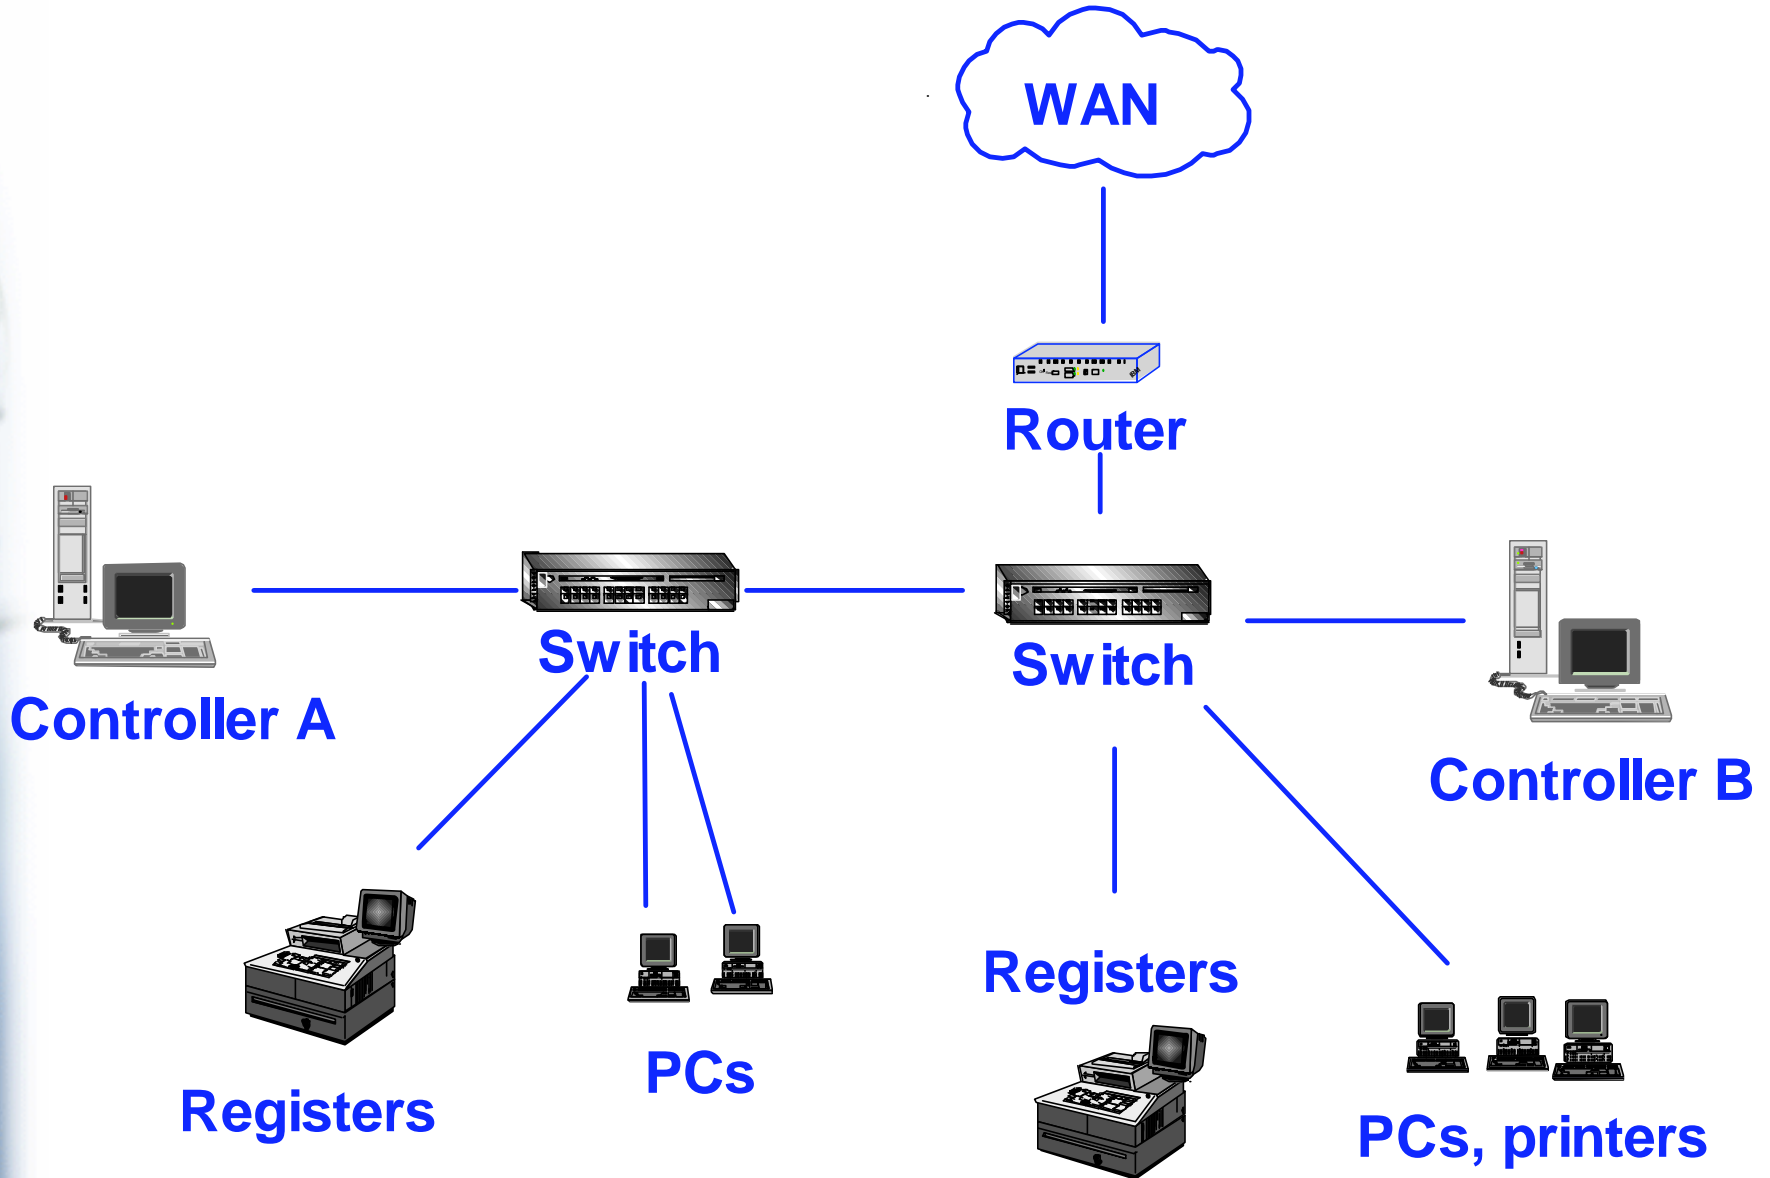 WAN
Router
Switch
Switch
Controller A
Controller B
Registers
PCs
Registers
PCs, printers